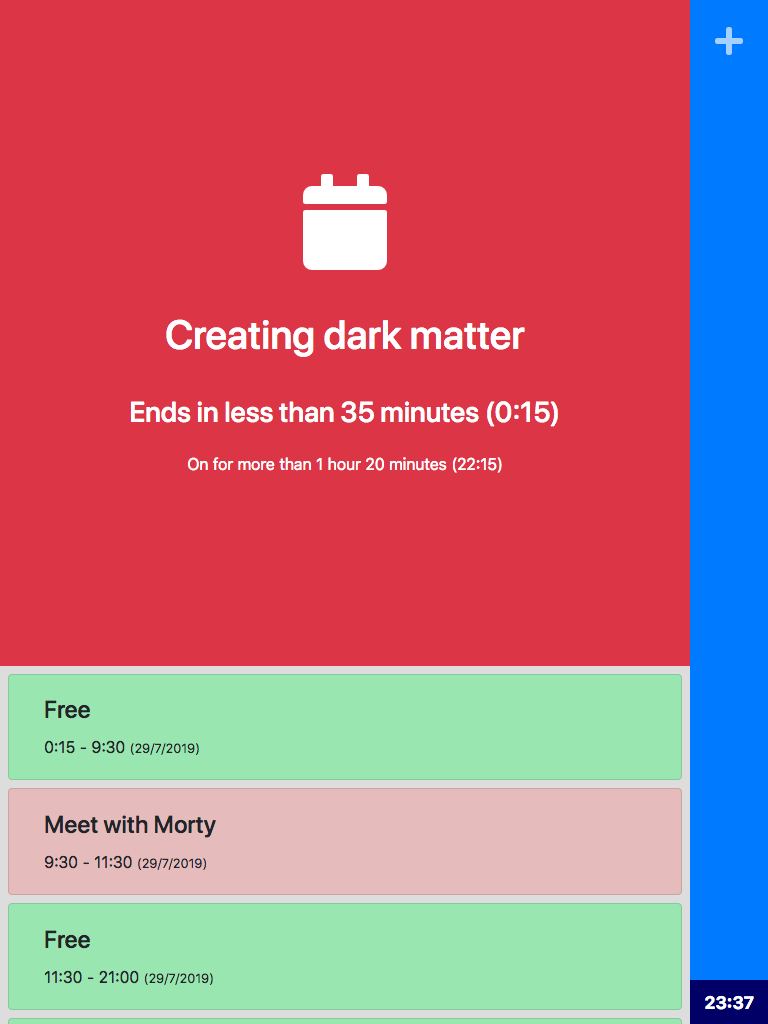 Creating dark matter
Ends in less than 35 minutes (0:15)
On for more than 1 hour 20 minutes (22:15)
Free
0:15 - 9:30 (29/7/2019)
Meet with Morty
9:30 - 11:30 (29/7/2019)
Free
11:30 - 21:00 (29/7/2019)
23:37